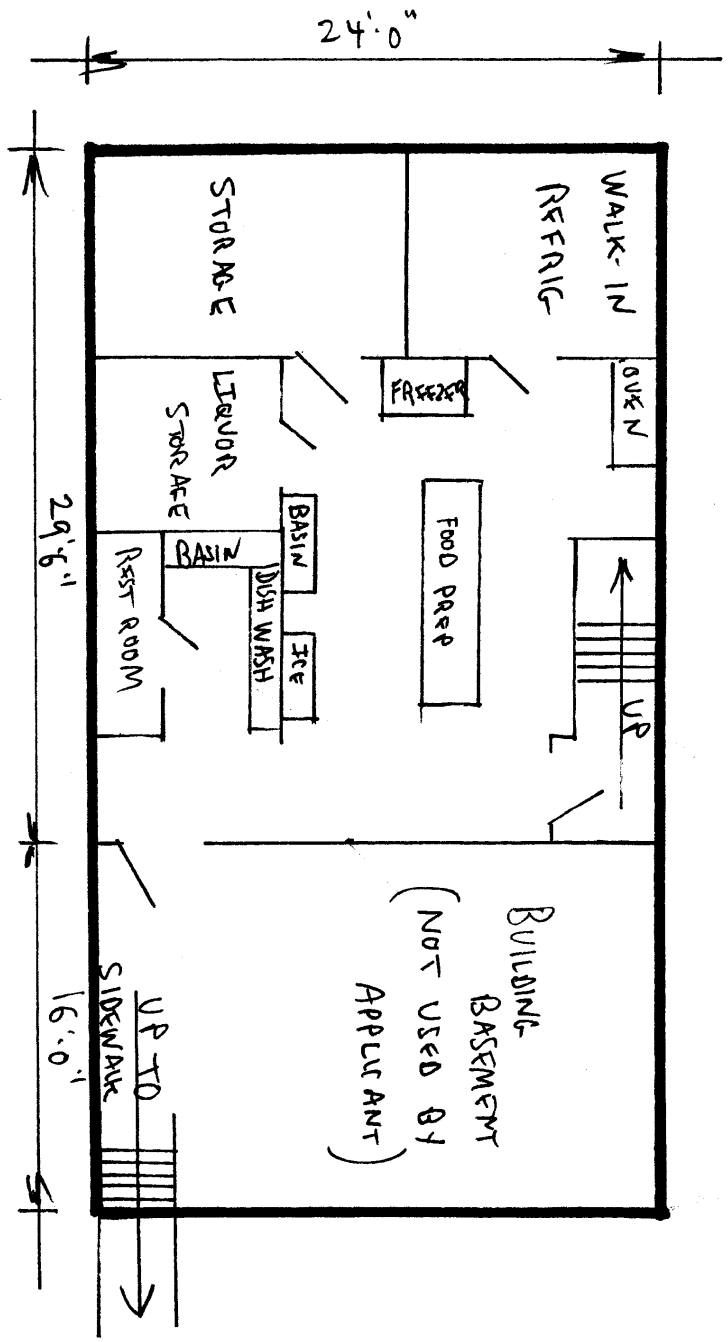 24'·0"
WALK-IN
REFRIG
STORAGE
OVEN
FREEZER
LIQUOR
STORAGE
BASIN
FOOD PREP
BASIN
DISH WASH
ICE
REST ROOM
UP
29'·6"
BUILDING
BASEMENT
(NOT USED BY
APPLICANT)
UP TO
SIDEWALK
16'·0"